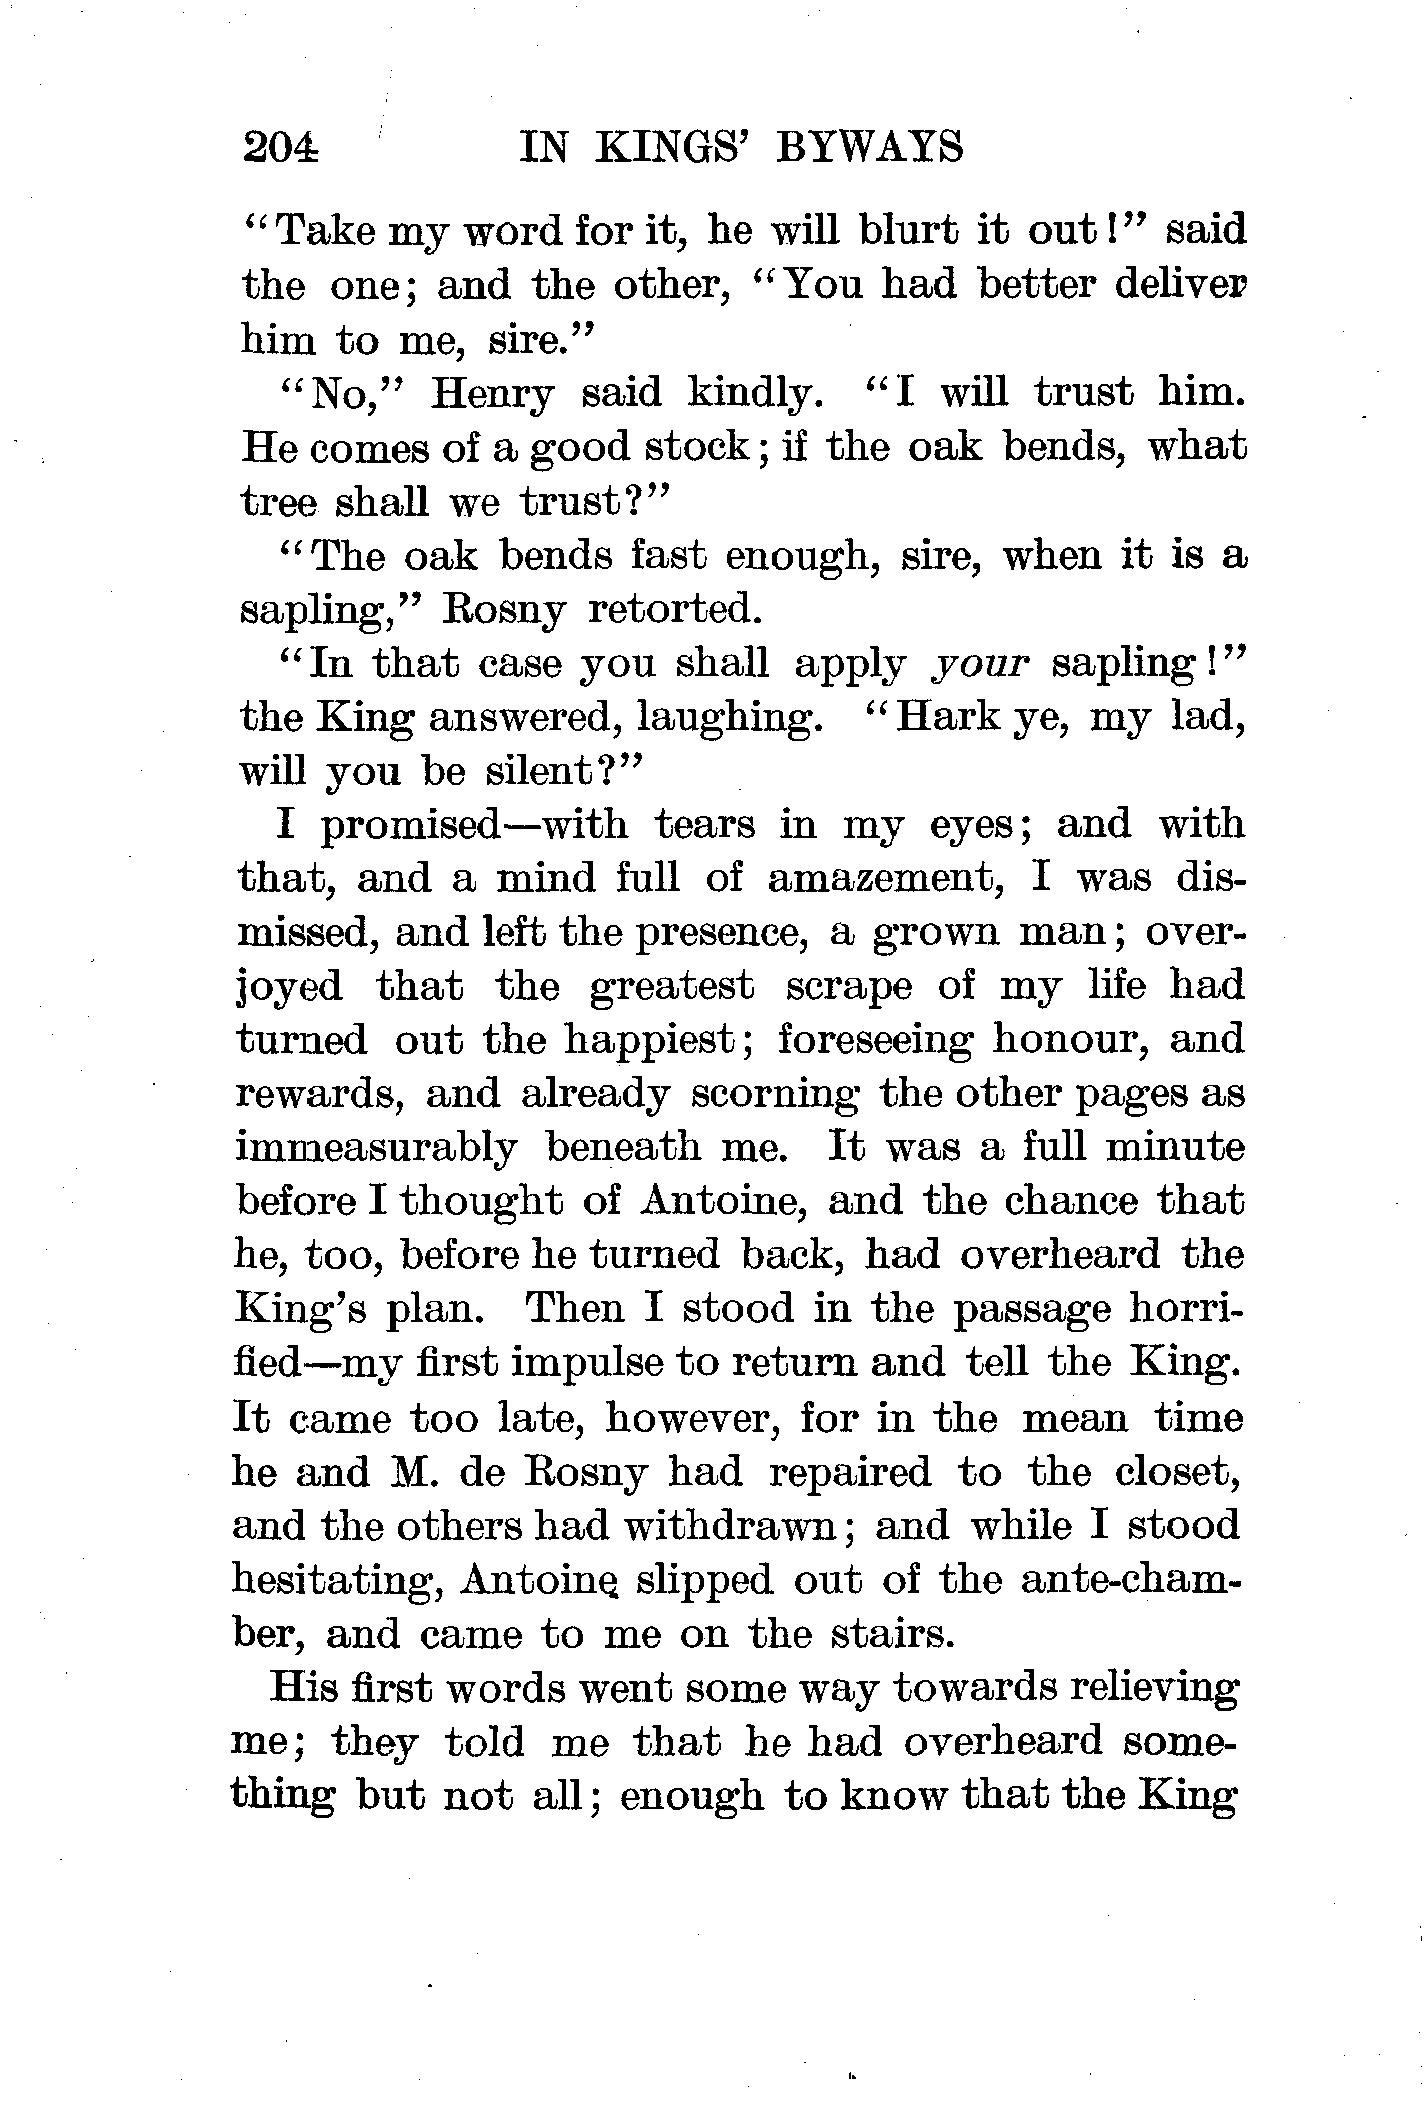 204 IN KINGS' BYWAYS
"Take my word for it, he will blurt it out!" said
the one; and the other, "You had better deliver
him to me, sire."
"No," Henry said kindly. "I will trust him.
He comes of a good stock; if the oak bends, what
tree shall we trust?"
"The oak bends fast enough, sire, when it is a
sapling," Rosny retorted.
"In that case you shall apply your sapling!"
the King answered, laughing. "Hark ye, my lad,
will you be silent?"
I promised—with tears in my eyes; and with
that, and a mind full of amazement, I was dis-
missed, and left the presence, a grown man; over-
joyed that the greatest scrape of my life had
turned out the happiest; foreseeing honour, and
rewards, and already scorning the other pages as
immeasurably beneath me. It was a full minute
before I thought of Antoine, and the chance that
he, too, before he turned back, had overheard the
King's plan. Then I stood in the passage horri-
fied—my first impulse to return and tell the King.
It came too late, however, for in the mean time
he and M. de Rosny had repaired to the closet,
and the others had withdrawn; and while I stood
hesitating, Antoine slipped out of the ante-cham-
ber, and came to me on the stairs.
His first words went some way towards relieving
me; they told me that he had overheard some-
thing but not all; enough to know that the King